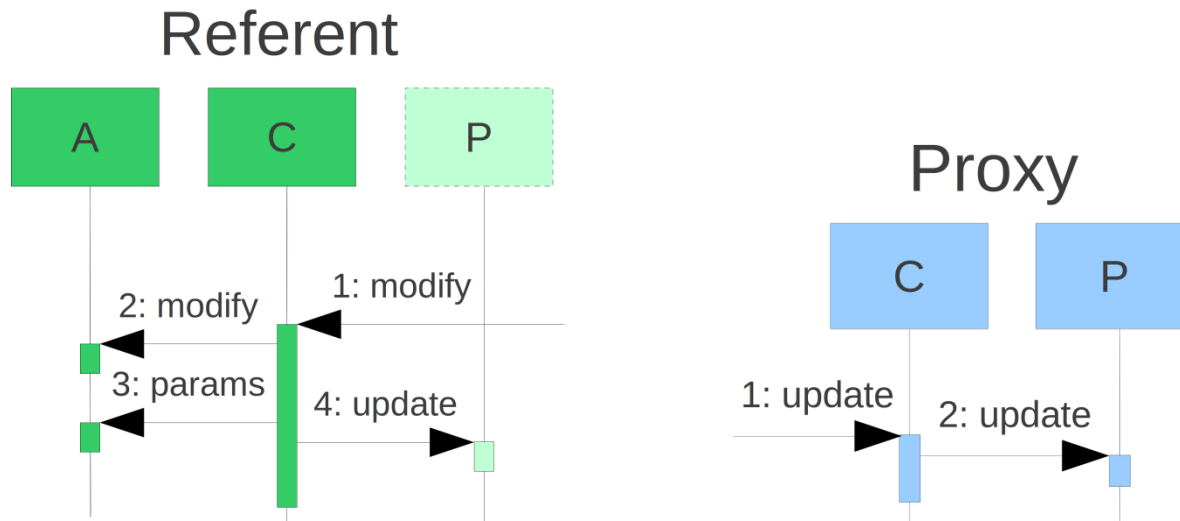 Referent
A
C
P
1: modify
2: modify
3: params
4: update
Proxy
C
P
1: update
2: update